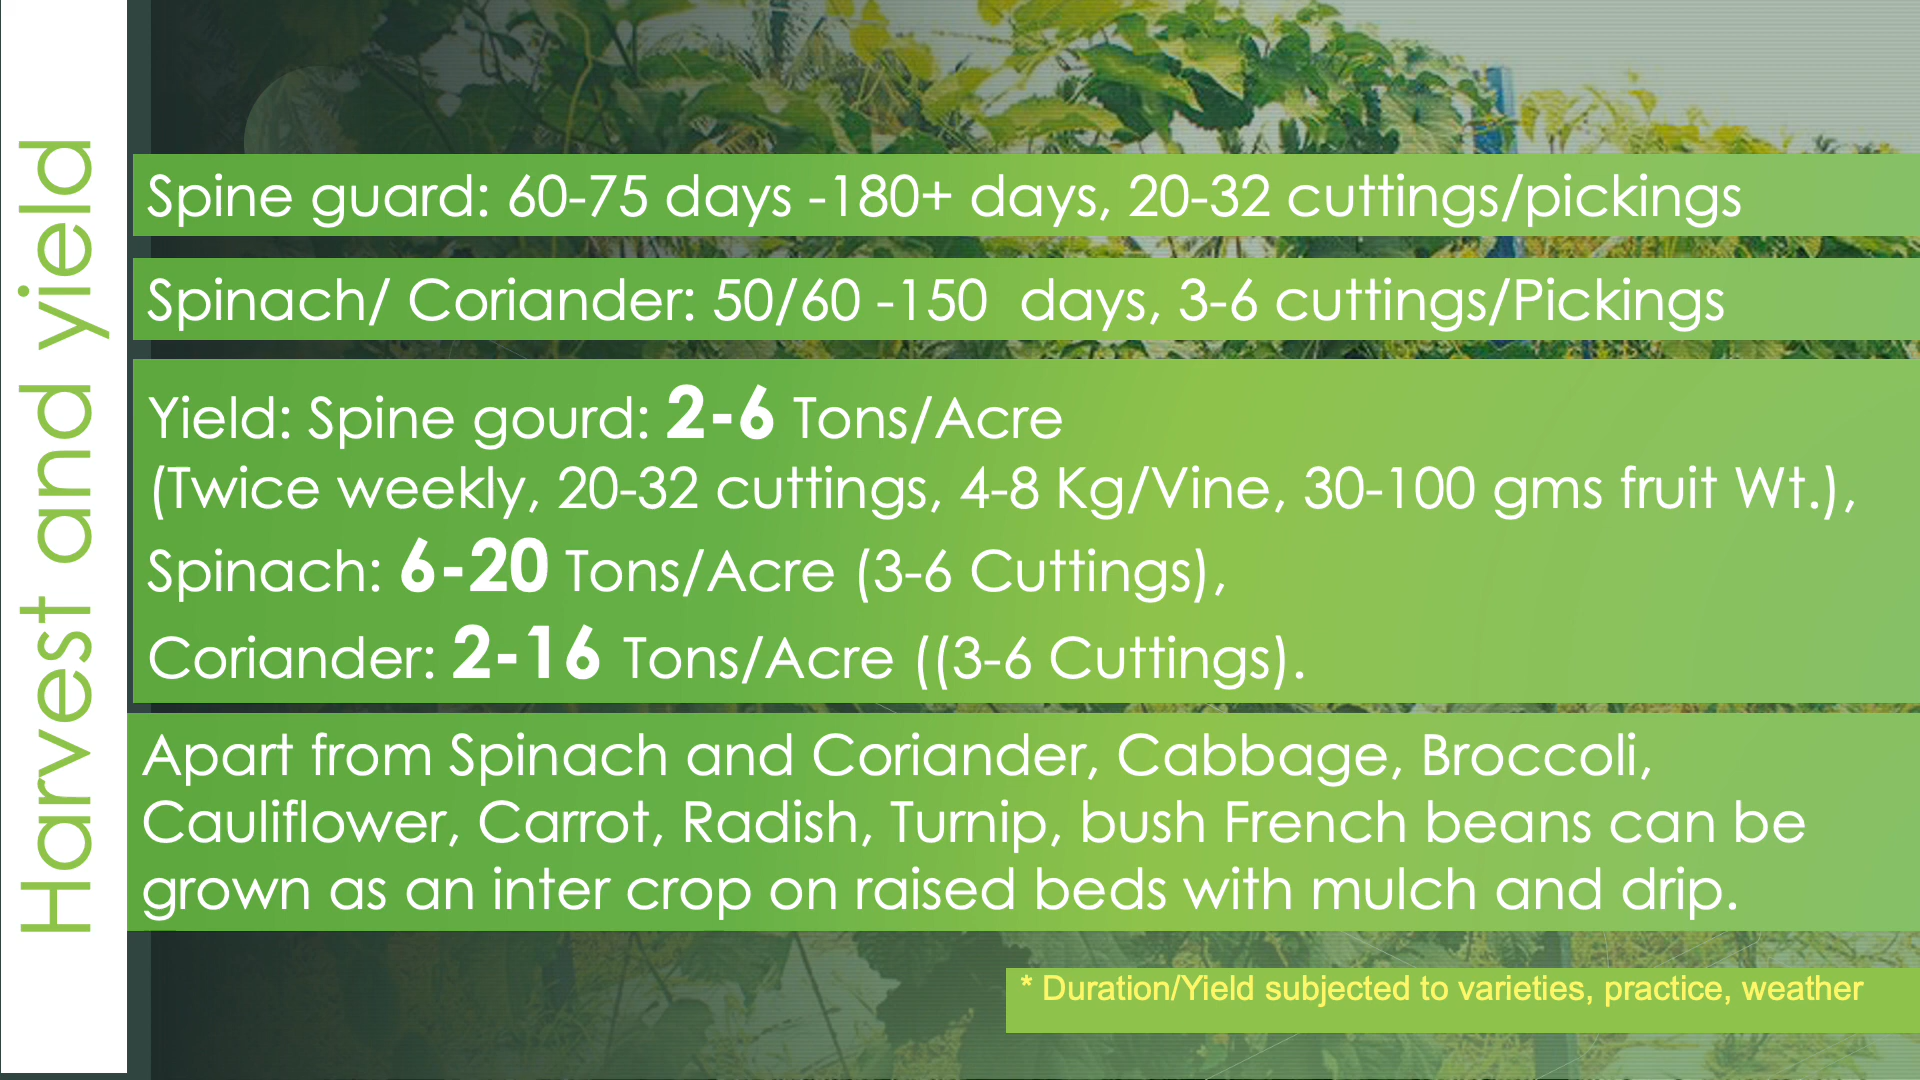 Harvest and yield
Spine guard: 60-75 days -180+ days, 20-32 cuttings/pickings
Spinach/ Coriander: 50/60 -150  days, 3-6 cuttings/Pickings
Yield: Spine gourd: 2-6 Tons/Acre
(Twice weekly, 20-32 cuttings, 4-8 Kg/Vine, 30-100 gms fruit Wt.),
Spinach: 6-20 Tons/Acre (3-6 Cuttings),
Coriander: 2-16 Tons/Acre ((3-6 Cuttings).
Apart from Spinach and Coriander, Cabbage, Broccoli,
Cauliflower, Carrot, Radish, Turnip, bush French beans can be
grown as an inter crop on raised beds with mulch and drip.
* Duration/Yield subjected to varieties, practice, weather